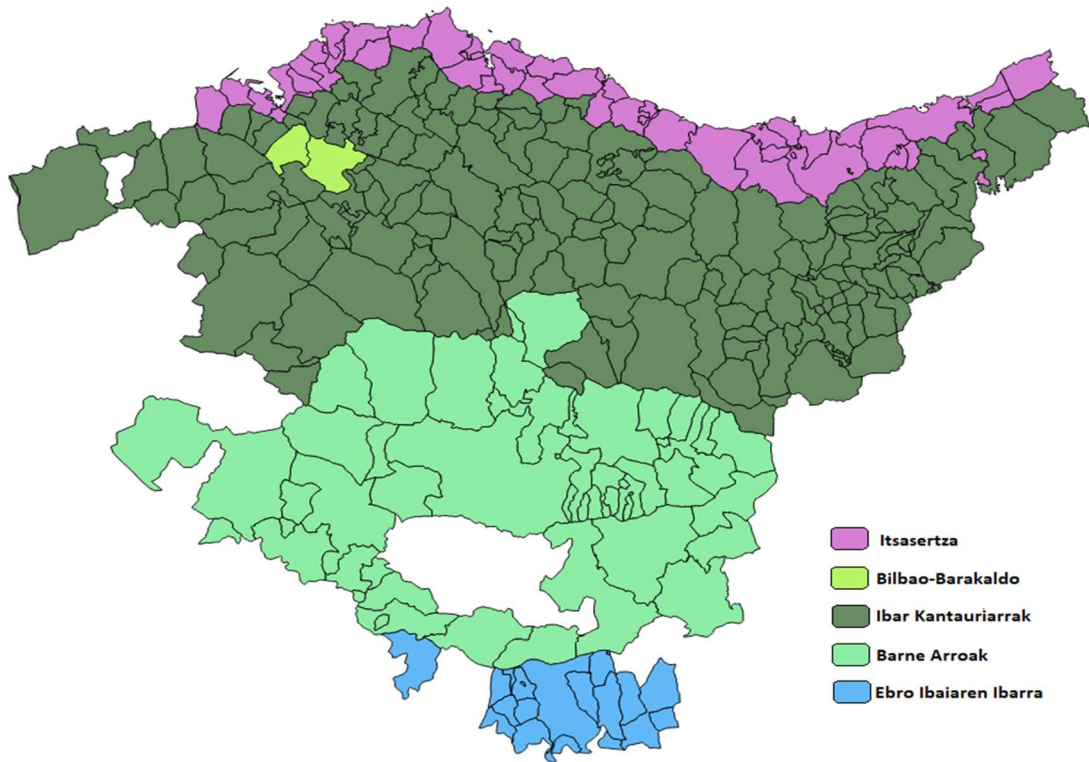 Itsasertza
Bilbao-Barakaldo
Ibar Kantauriarrak
Barne Arroak
Ebro Ibaiaren Ibarra